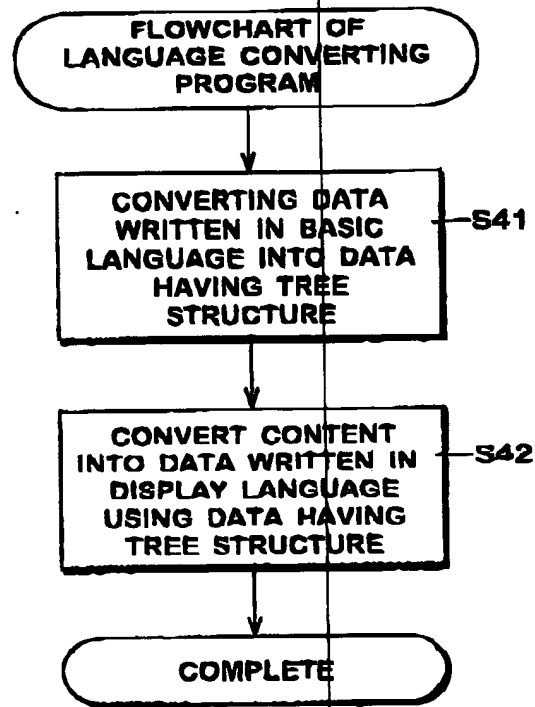 FLOWCHART OF
LANGUAGE CONVERTING
PROGRAM
CONVERTING DATA
WRITTEN IN BASIC
LANGUAGE INTO DATA
HAVING TREE
STRUCTURE
S41
CONVERT CONTENT
INTO DATA WRITTEN IN
DISPLAY LANGUAGE
USING DATA HAVING
TREE STRUCTURE
S42
COMPLETE